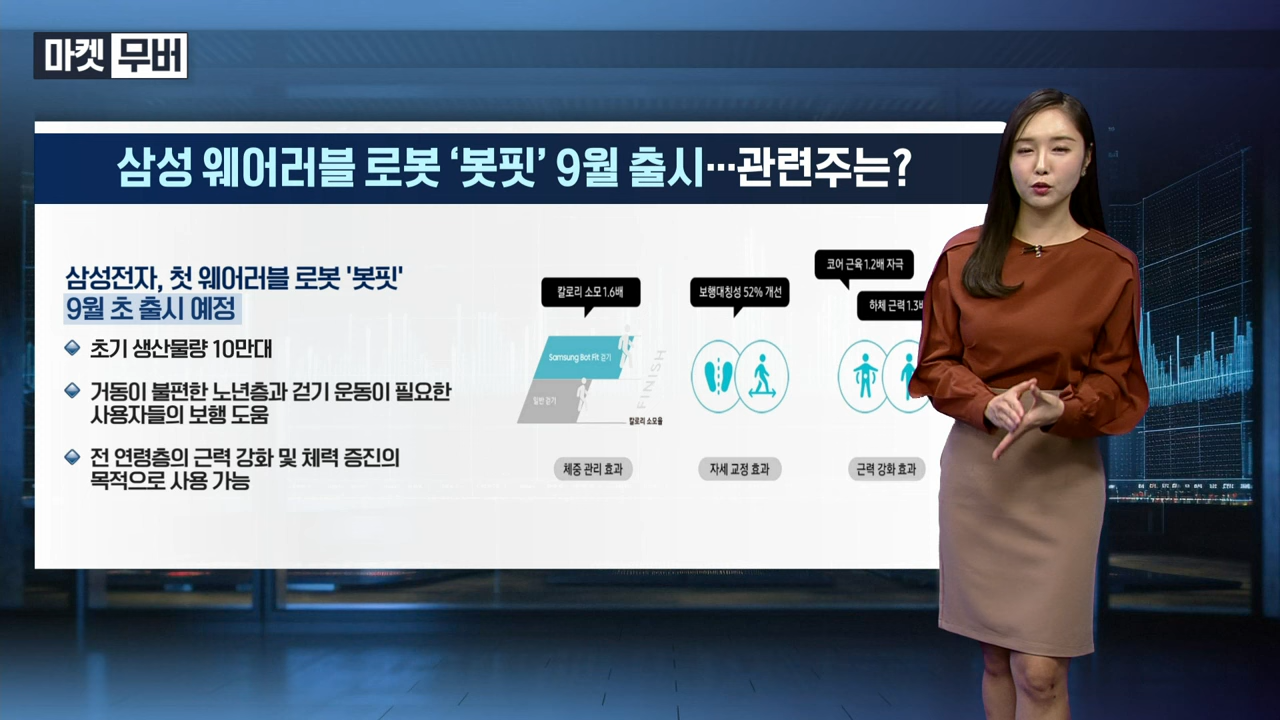 마켓 무버
삼성 웨어러블 로봇 ‘봇핏’ 9월 출시…관련주는?
삼성전자, 첫 웨어러블 로봇 '봇핏'
9월 초 출시 예정
초기 생산물량 10만대
거동이 불편한 노년층과 걷기 운동이 필요한
사용자들의 보행 도움
전 연령층의 근력 강화 및 체력 증진의
목적으로 사용 가능
칼로리 소모 1.6배
Samsung Bot Fit 걷기
일반 걷기
FINISH
칼로리 소모율
체중 관리 효과
보행대칭성 52% 개선
자세 교정 효과
코어 근육 1.2배 자극
하체 근력 1.3
근력 강화 효과